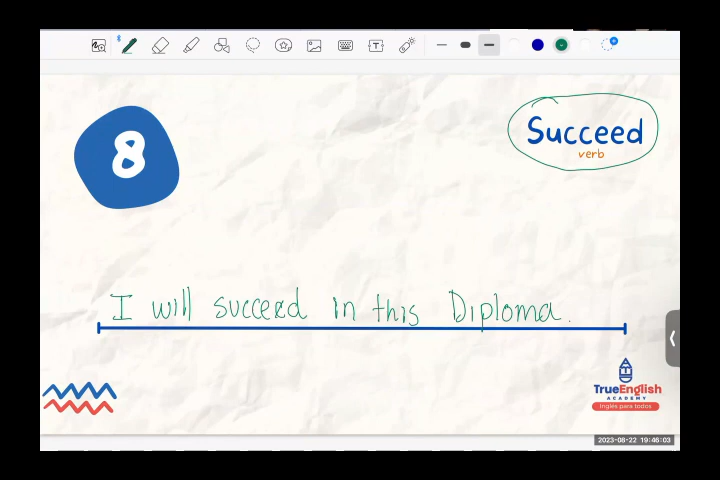 8
Succeed
verb
I will succeed in this Diploma.
TrueEnglish
ACADEMY
Inglés para todos
2023-08-22 19:46:03